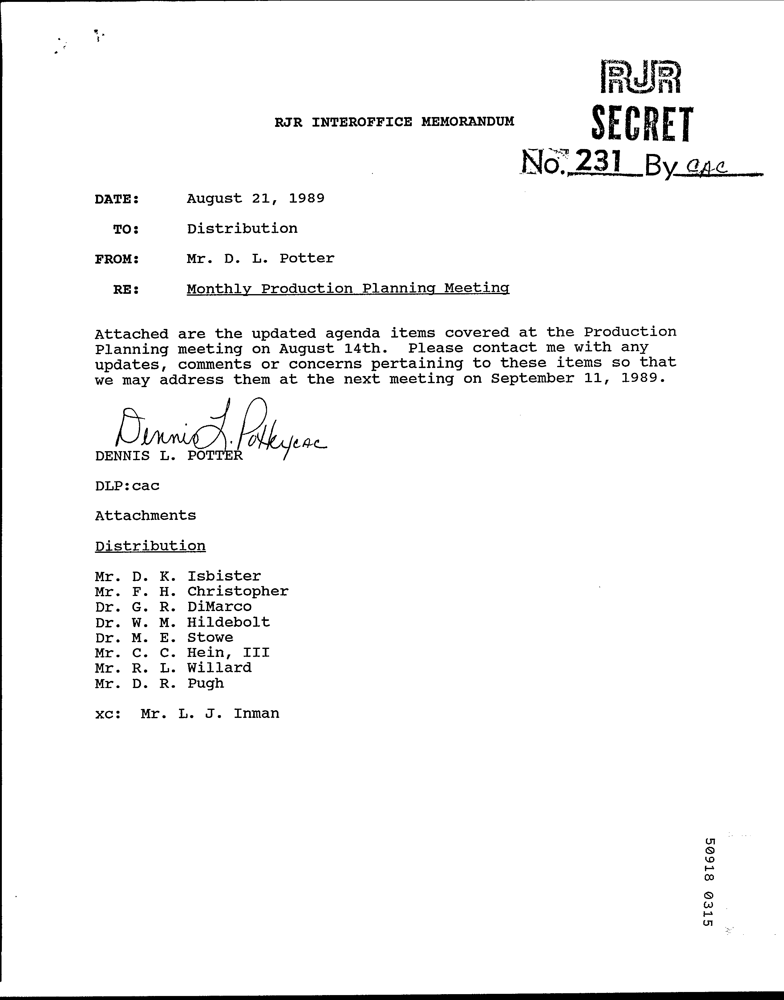 RJR
SECRET
No. 231 By CAC
RJR INTEROFFICE MEMORANDUM
DATE: August 21, 1989
TO: Distribution
FROM: Mr. D. L. Potter
RE: Monthly Production Planning Meeting
Attached are the updated agenda items covered at the Production
Planning meeting on August 14th. Please contact me with any
updates, comments or concerns pertaining to these items so that
we may address them at the next meeting on September 11, 1989.
Dennis L. Potter/cac
DENNIS L. POTTER
DLP:cac
Attachments
Distribution
Mr. D. K. Isbister
Mr. F. H. Christopher
Dr. G. R. DiMarco
Dr. W. M. Hildebolt
Dr. M. E. Stowe
Mr. C. C. Hein, III
Mr. R. L. Willard
Mr. D. R. Pugh
xc: Mr. L. J. Inman
50918 0315